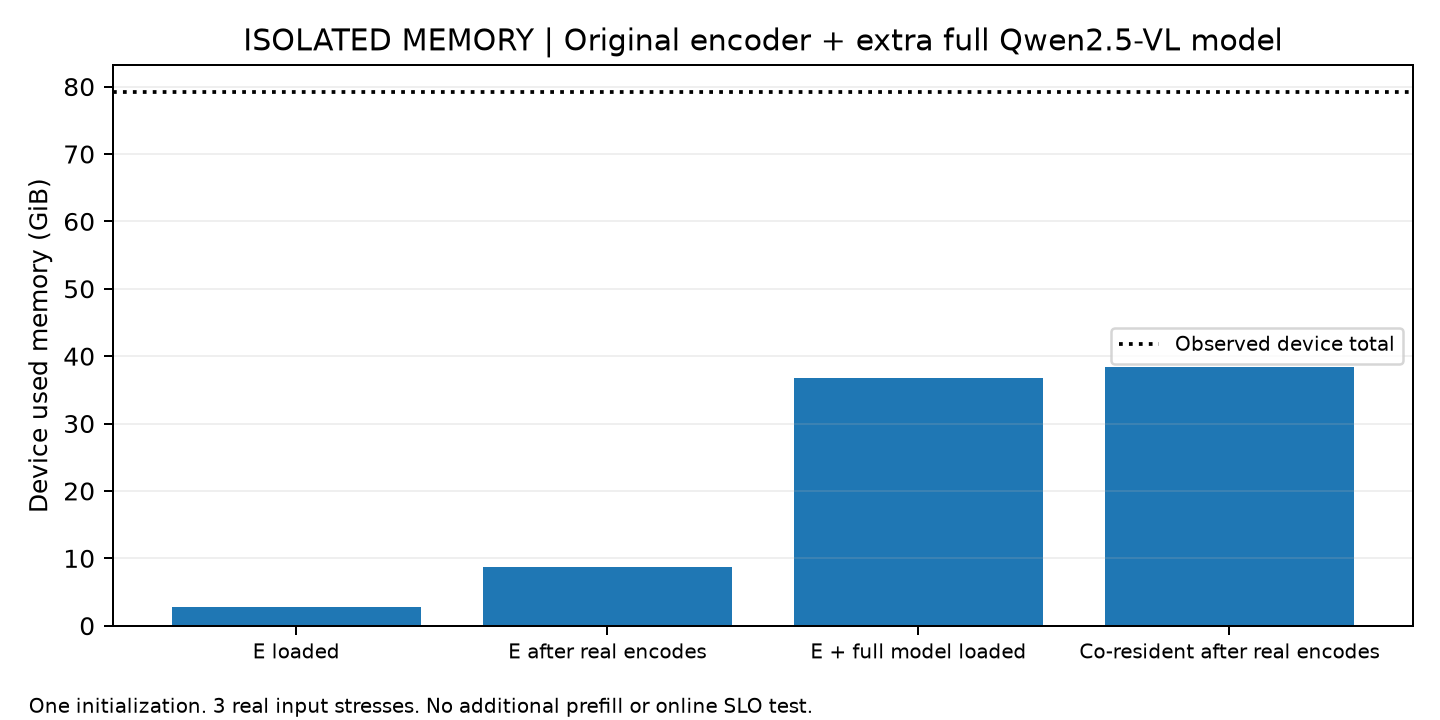 ISOLATED MEMORY | Original encoder + extra full Qwen2.5-VL model
Device used memory (GiB)
80
70
60
50
40
30
20
10
0
Observed device total
E loaded
E after real encodes
E + full model loaded
Co-resident after real encodes
One initialization. 3 real input stresses. No additional prefill or online SLO test.